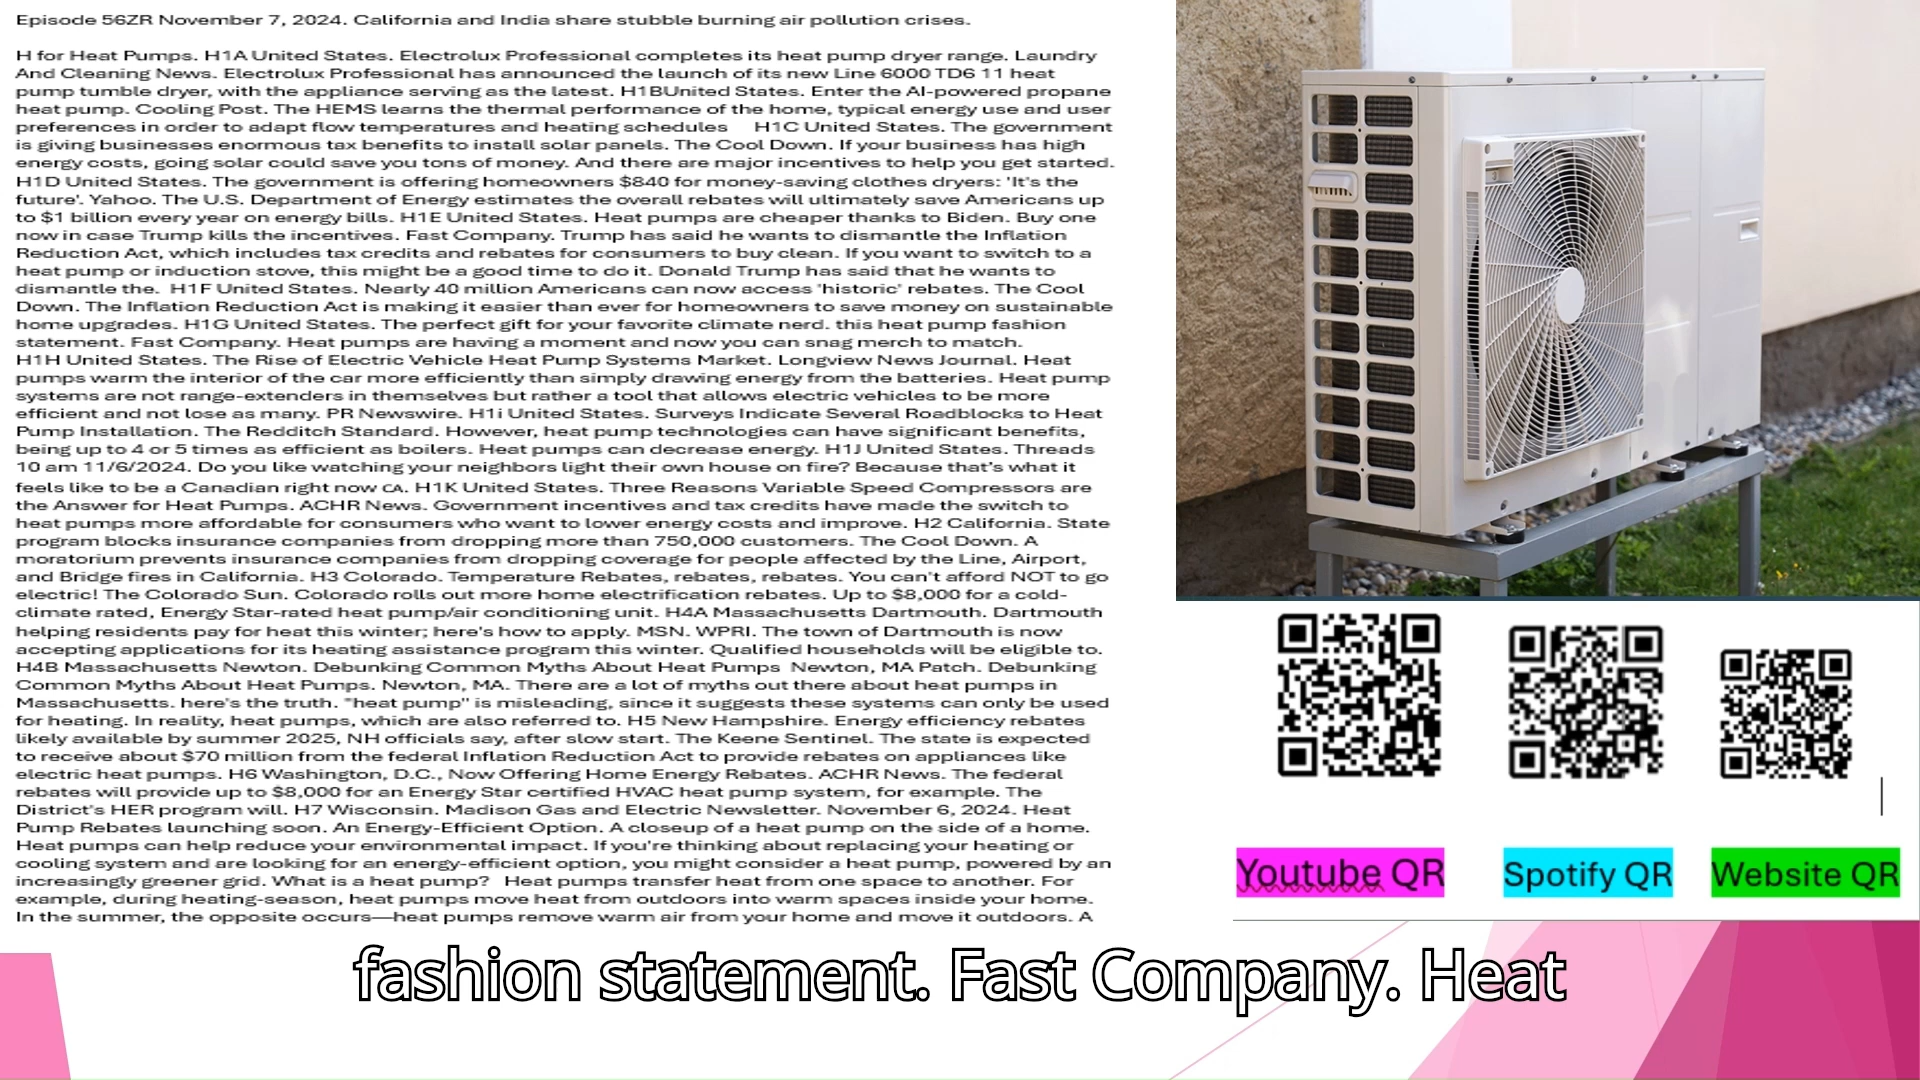 Episode 56ZR November 7, 2024. California and India share stubble burning air pollution crises.
H for Heat Pumps. H1A United States. Electrolux Professional completes its heat pump dryer range. Laundry
And Cleaning News. Electrolux Professional has announced the launch of its new Line 6000 TD6 11 heat
pump tumble dryer, with the appliance serving as the latest. H1BUnited States. Enter the AI-powered propane
heat pump. Cooling Post. The HEMS learns the thermal performance of the home, typical energy use and user
preferences in order to adapt flow temperatures and heating schedules    H1C United States. The government
is giving businesses enormous tax benefits to install solar panels. The Cool Down. If your business has high
energy costs, going solar could save you tons of money. And there are major incentives to help you get started.
H1D United States. The government is offering homeowners $840 for money-saving clothes dryers: 'It's the
future'. Yahoo. The U.S. Department of Energy estimates the overall rebates will ultimately save Americans up
to $1 billion every year on energy bills. H1E United States. Heat pumps are cheaper thanks to Biden. Buy one
now in case Trump kills the incentives. Fast Company. Trump has said he wants to dismantle the Inflation
Reduction Act, which includes tax credits and rebates for consumers to buy clean. If you want to switch to a
heat pump or induction stove, this might be a good time to do it. Donald Trump has said that he wants to
dismantle the.  H1F United States. Nearly 40 million Americans can now access 'historic' rebates. The Cool
Down. The Inflation Reduction Act is making it easier than ever for homeowners to save money on sustainable
home upgrades. H1G United States. The perfect gift for your favorite climate nerd. this heat pump fashion
statement. Fast Company. Heat pumps are having a moment and now you can snag merch to match.
H1H United States. The Rise of Electric Vehicle Heat Pump Systems Market. Longview News Journal. Heat
pumps warm the interior of the car more efficiently than simply drawing energy from the batteries. Heat pump
systems are not range-extenders in themselves but rather a tool that allows electric vehicles to be more
efficient and not lose as many. PR Newswire. H1i United States. Surveys Indicate Several Roadblocks to Heat
Pump Installation. The Redditch Standard. However, heat pump technologies can have significant benefits,
being up to 4 or 5 times as efficient as boilers. Heat pumps can decrease energy. H1J United States. Threads
10 am 11/6/2024. Do you like watching your neighbors light their own house on fire? Because that's what it
feels like to be a Canadian right now CA. H1K United States. Three Reasons Variable Speed Compressors are
the Answer for Heat Pumps. ACHR News. Government incentives and tax credits have made the switch to
heat pumps more affordable for consumers who want to lower energy costs and improve. H2 California. State
program blocks insurance companies from dropping more than 750,000 customers. The Cool Down. A
moratorium prevents insurance companies from dropping coverage for people affected by the Line, Airport,
and Bridge fires in California. H3 Colorado. Temperature Rebates, rebates, rebates. You can't afford NOT to go
electric! The Colorado Sun. Colorado rolls out more home electrification rebates. Up to $8,000 for a cold-
climate rated, Energy Star-rated heat pump/air conditioning unit. H4A Massachusetts Dartmouth. Dartmouth
helping residents pay for heat this winter; here's how to apply. MSN. WPRI. The town of Dartmouth is now
accepting applications for its heating assistance program this winter. Qualified households will be eligible to.
H4B Massachusetts Newton. Debunking Common Myths About Heat Pumps  Newton, MA Patch. Debunking
Common Myths About Heat Pumps. Newton, MA. There are a lot of myths out there about heat pumps in
Massachusetts. here's the truth. "heat pump" is misleading, since it suggests these systems can only be used
for heating. In reality, heat pumps, which are also referred to. H5 New Hampshire. Energy efficiency rebates
likely available by summer 2025, NH officials say, after slow start. The Keene Sentinel. The state is expected
to receive about $70 million from the federal Inflation Reduction Act to provide rebates on appliances like
electric heat pumps. H6 Washington, D.C., Now Offering Home Energy Rebates. ACHR News. The federal
rebates will provide up to $8,000 for an Energy Star certified HVAC heat pump system, for example. The
District's HER program will. H7 Wisconsin. Madison Gas and Electric Newsletter. November 6, 2024. Heat
Pump Rebates launching soon. An Energy-Efficient Option. A closeup of a heat pump on the side of a home.
Heat pumps can help reduce your environmental impact. If you're thinking about replacing your heating or
cooling system and are looking for an energy-efficient option, you might consider a heat pump, powered by an
increasingly greener grid. What is a heat pump?   Heat pumps transfer heat from one space to another. For
example, during heating-season, heat pumps move heat from outdoors into warm spaces inside your home.
In the summer, the opposite occurs—heat pumps remove warm air from your home and move it outdoors. A
Youtube QR
Spotify QR
Website QR
fashion statement. Fast Company. Heat